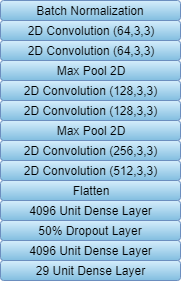 Batch Normalization
2D Convolution (64,3,3)
2D Convolution (64,3,3)
Max Pool 2D
2D Convolution (128,3,3)
2D Convolution (128,3,3)
Max Pool 2D
2D Convolution (256,3,3)
2D Convolution (512,3,3)
Flatten
4096 Unit Dense Layer
50% Dropout Layer
4096 Unit Dense Layer
29 Unit Dense Layer